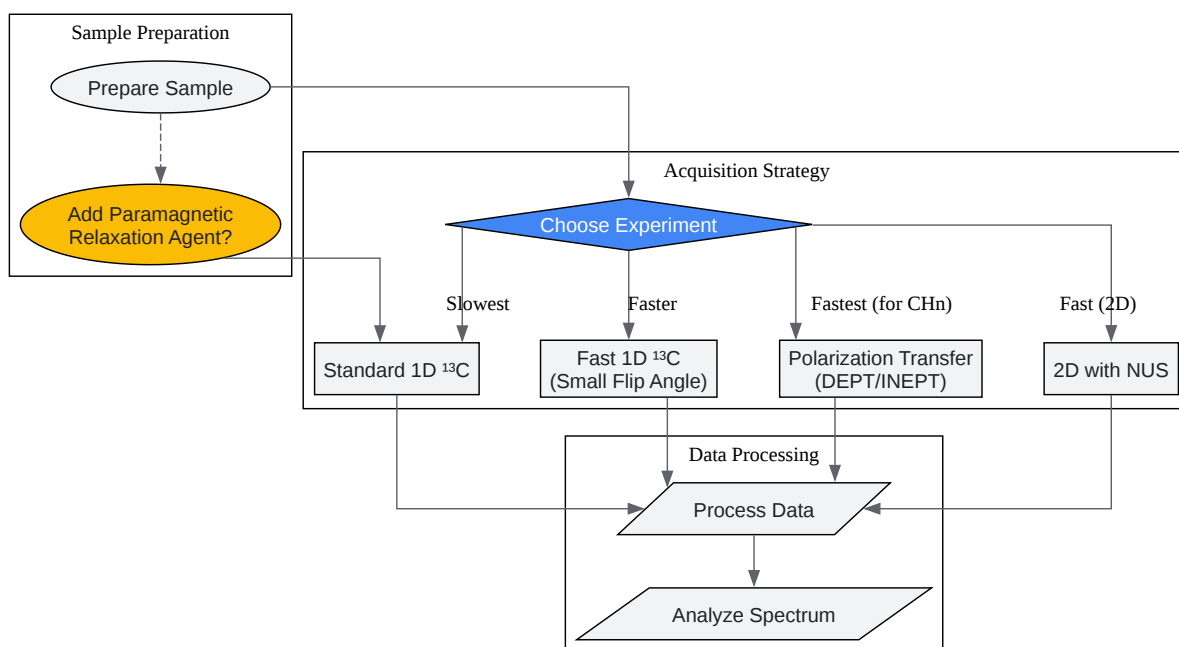 Sample Preparation
Prepare Sample
Add Paramagnetic
Relaxation Agent?
Acquisition Strategy
Choose Experiment
Slowest
Faster
Fastest (for CHn)
Fast (2D)
Standard 1D ¹³C
Fast 1D ¹³C
(Small Flip Angle)
Polarization Transfer
(DEPT/INEPT)
2D with NUS
Data Processing
Process Data
Analyze Spectrum